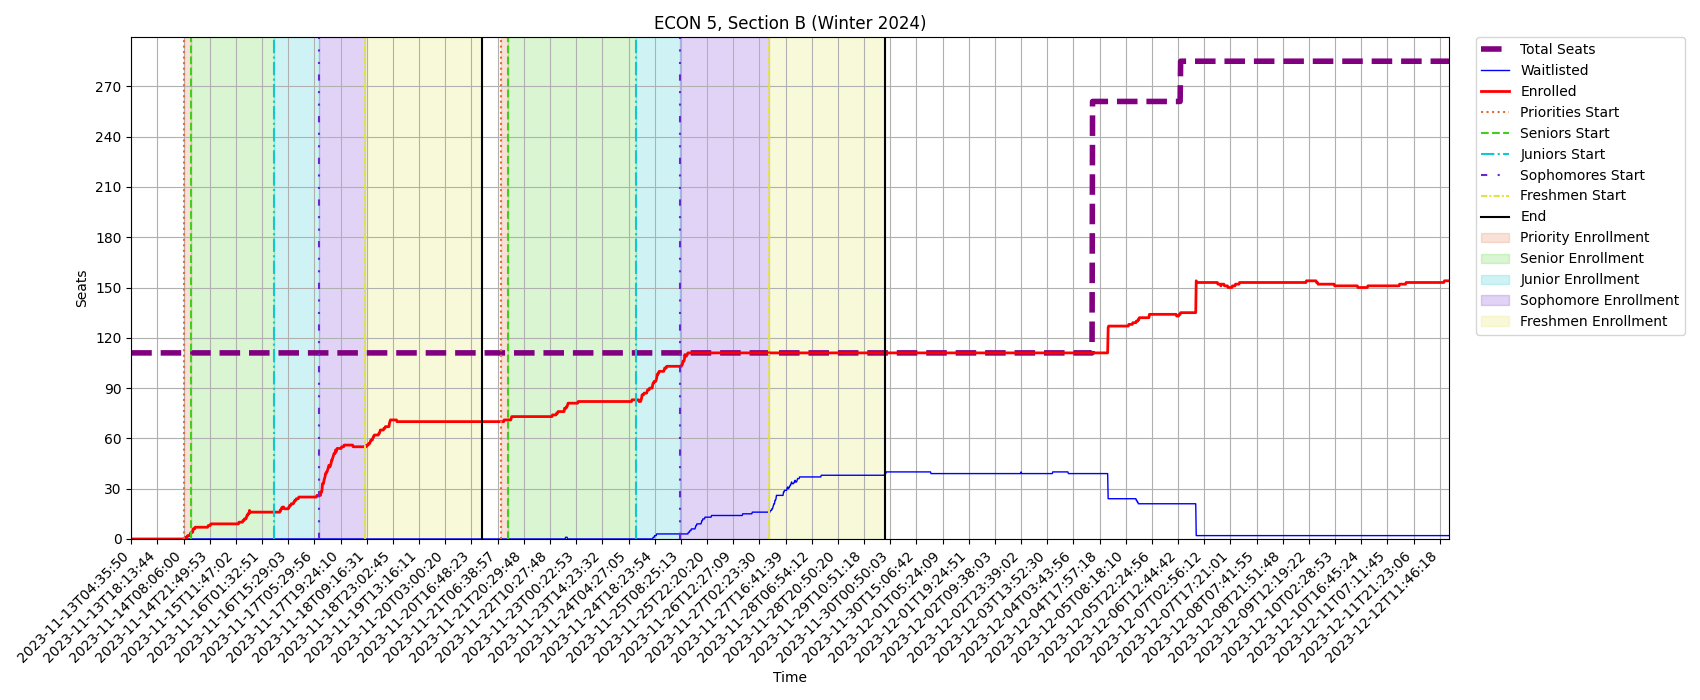 ECON 5, Section B (Winter 2024)
Seats
270
240
210
180
150
120
90
60
30
0
2023-11-13T04:35:50
2023-11-13T18:13:44
2023-11-14T08:06:00
2023-11-14T21:49:53
2023-11-15T11:47:02
2023-11-16T01:32:51
2023-11-16T15:29:03
2023-11-17T05:29:56
2023-11-17T19:24:10
2023-11-18T09:16:31
2023-11-18T23:02:45
2023-11-19T13:16:11
2023-11-20T03:00:20
2023-11-20T16:48:23
2023-11-21T06:38:57
2023-11-21T20:29:48
2023-11-22T10:27:48
2023-11-23T00:22:53
2023-11-23T14:23:32
2023-11-24T04:27:05
2023-11-24T18:23:54
2023-11-25T08:25:13
2023-11-25T22:20:20
2023-11-26T12:27:09
2023-11-27T02:23:30
2023-11-27T16:41:39
2023-11-28T06:54:12
2023-11-28T20:50:20
2023-11-29T10:51:18
2023-11-30T00:50:03
2023-11-30T15:06:42
2023-12-01T05:24:09
2023-12-01T19:24:51
2023-12-02T09:38:03
2023-12-02T23:39:02
2023-12-03T13:52:30
2023-12-04T03:43:56
2023-12-04T17:57:18
2023-12-05T08:18:10
2023-12-05T22:24:56
2023-12-06T12:44:42
2023-12-07T02:56:12
2023-12-07T17:21:01
2023-12-08T07:41:55
2023-12-08T21:51:48
2023-12-09T12:19:22
2023-12-10T02:28:53
2023-12-10T16:45:24
2023-12-11T07:11:45
2023-12-11T21:23:06
2023-12-12T11:46:18
Time
Total Seats
Waitlisted
Enrolled
Priorities Start
Seniors Start
Juniors Start
Sophomores Start
Freshmen Start
End
Priority Enrollment
Senior Enrollment
Junior Enrollment
Sophomore Enrollment
Freshmen Enrollment